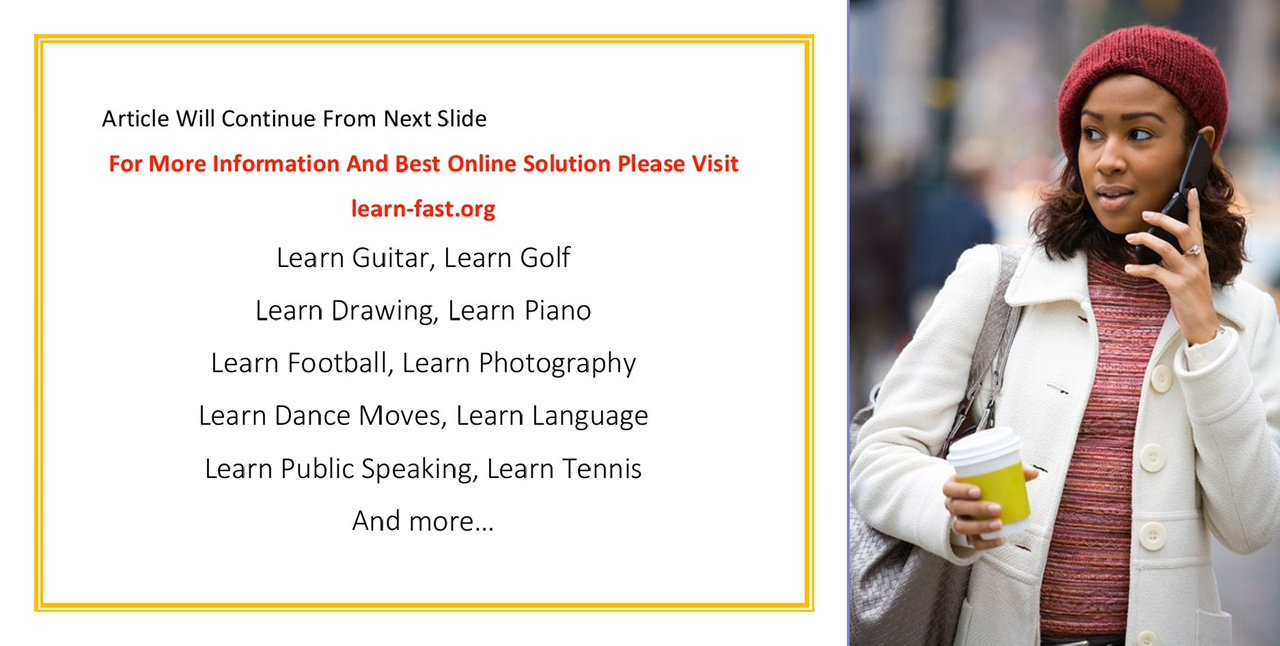 Article Will Continue From Next Slide
For More Information And Best Online Solution Please Visit
learn-fast.org
Learn Guitar, Learn Golf
Learn Drawing, Learn Piano
Learn Football, Learn Photography
Learn Dance Moves, Learn Language
Learn Public Speaking, Learn Tennis
And more...